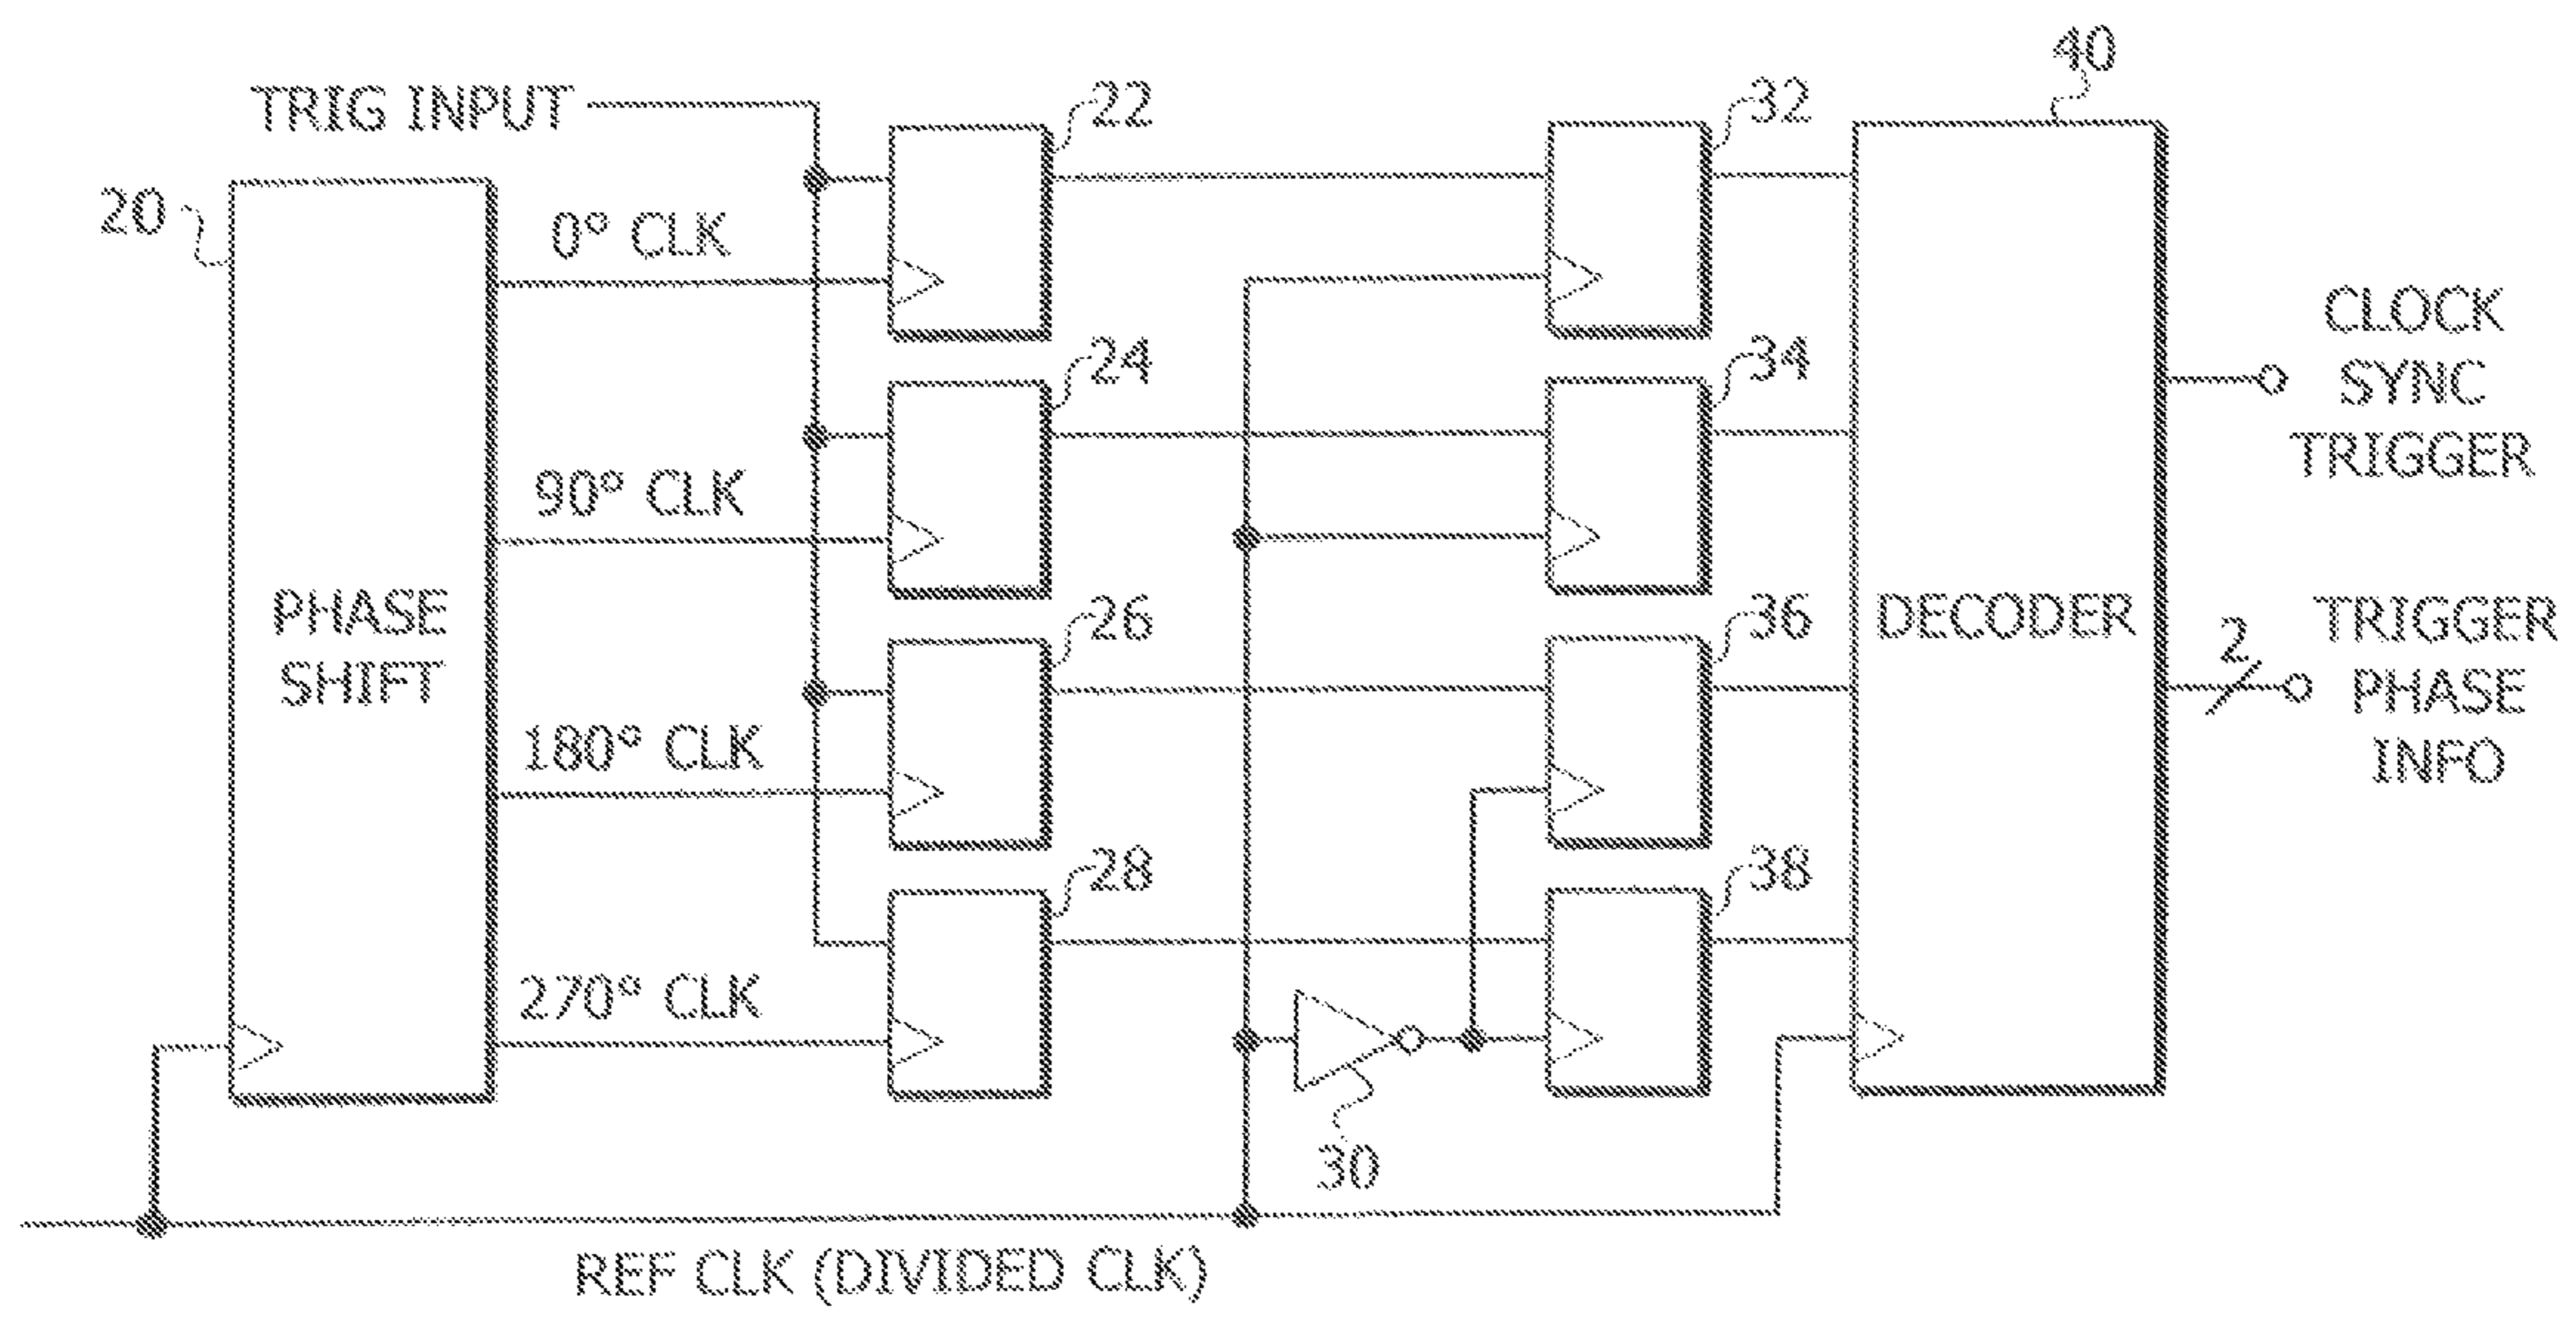 TRIG INPUT
20
22
32
40
0° CLK
24
34
90° CLK
CLOCK
SYNC
TRIGGER
PHASE
SHIFT
26
36
DECODER
2
TRIGGER
PHASE
INFO
180° CLK
28
38
270° CLK
30
REF CLK (DIVIDED CLK)